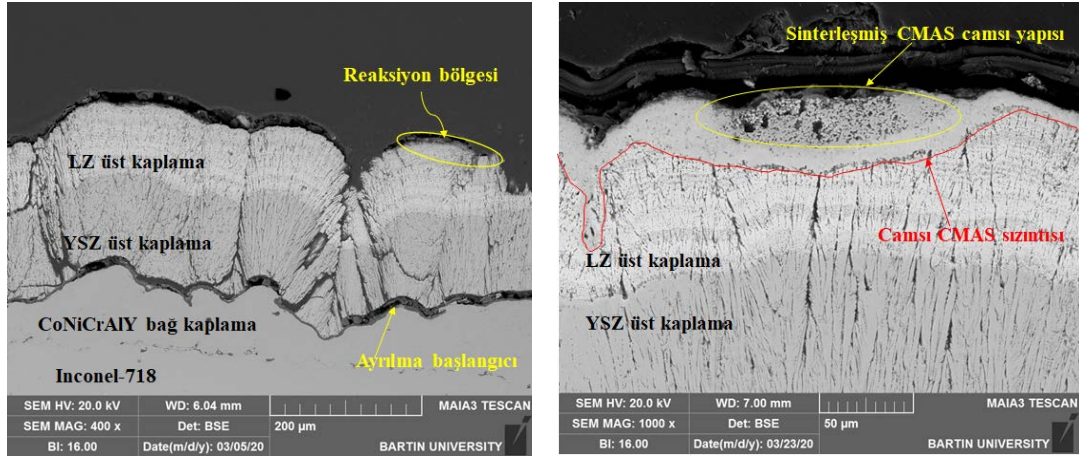 Reaksiyon bölgesi
LZ üst kaplama
YSZ üst kaplama
CoNiCrAlY bağ kaplama
Ayrılma başlangıcı
Inconel-718
SEM HV: 20.0 kV WD: 6.04 mm MAIA3 TESCAN
SEM MAG: 400 x Det: BSE 200 µm
BI: 16.00 Date(m/d/y): 03/05/20 BARTIN UNIVERSITY
Sinterleşmiş CMAS camsı yapısı
Camsı CMAS sızıntısı
LZ üst kaplama
YSZ üst kaplama
SEM HV: 20.0 kV WD: 7.00 mm MAIA3 TESCAN
SEM MAG: 1000 x Det: BSE 50 µm
BI: 16.00 Date(m/d/y): 03/23/20 BARTIN UNIVERSITY